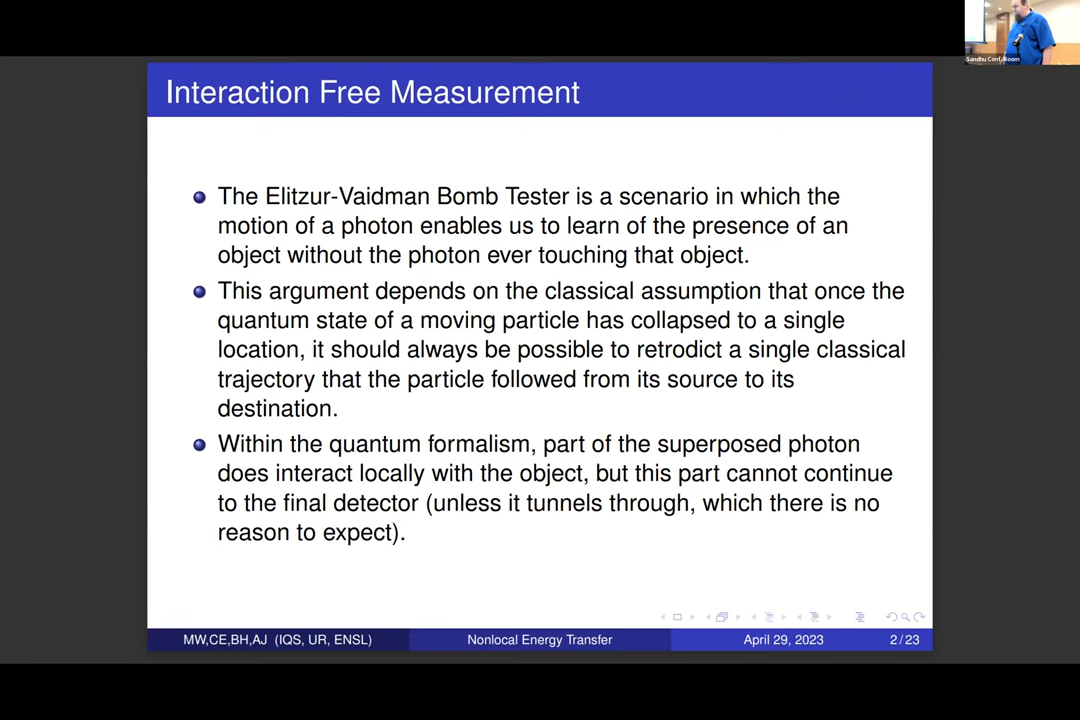 Sandhu Conf. Room
Interaction Free Measurement
The Elitzur-Vaidman Bomb Tester is a scenario in which the
motion of a photon enables us to learn of the presence of an
object without the photon ever touching that object.
This argument depends on the classical assumption that once the
quantum state of a moving particle has collapsed to a single
location, it should always be possible to retrodict a single classical
trajectory that the particle followed from its source to its
destination.
Within the quantum formalism, part of the superposed photon
does interact locally with the object, but this part cannot continue
to the final detector (unless it tunnels through, which there is no
reason to expect).
MW,CE,BH,AJ (IQS, UR, ENSL) Nonlocal Energy Transfer April 29, 2023 2 / 23